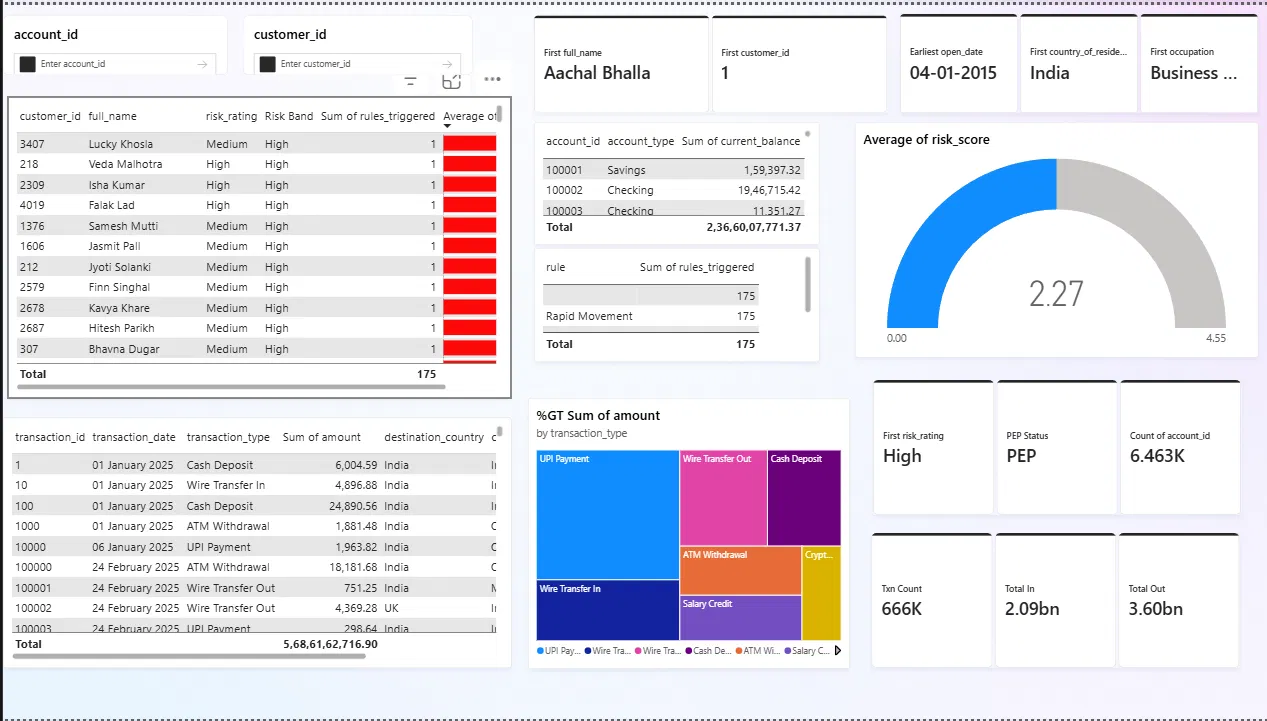 account_id
Enter account_id
customer_id
Enter customer_id
First full_name
Aachal Bhalla
First customer_id
1
Earliest open_date
04-01-2015
First country_of_reside...
India
First occupation
Business ...
customer_id full_name risk_rating Risk Band Sum of rules_triggered Average of
3407 Lucky Khosla Medium High 1
218 Veda Malhotra High High 1
2309 Isha Kumar High High 1
4019 Falak Lad High High 1
1376 Samesh Mutti Medium High 1
1606 Jasmit Pall Medium High 1
212 Jyoti Solanki Medium High 1
2579 Finn Singhal Medium High 1
2678 Kavya Khare Medium High 1
2687 Hitesh Parikh Medium High 1
307 Bhavna Dugar Medium High 1
Total 175
account_id account_type Sum of current_balance
100001 Savings 1,59,397.32
100002 Checking 19,46,715.42
100003 Checking 11,351.27
Total 2,36,60,07,771.37
rule Sum of rules_triggered
175
Rapid Movement 175
Total 175
Average of risk_score
2.27
0.00 4.55
transaction_id transaction_date transaction_type Sum of amount destination_country
1 01 January 2025 Cash Deposit 6,004.59 India
10 01 January 2025 Wire Transfer In 4,896.88 India
100 01 January 2025 Cash Deposit 24,890.56 India
1000 01 January 2025 ATM Withdrawal 1,881.48 India
10000 06 January 2025 UPI Payment 1,963.82 India
100000 24 February 2025 ATM Withdrawal 18,181.68 India
100001 24 February 2025 Wire Transfer Out 751.25 India
100002 24 February 2025 Wire Transfer Out 4,369.28 UK
100003 24 February 2025 UPI Payment 298.64 India
Total 5,68,61,62,716.90
%GT Sum of amount
by transaction_type
UPI Payment
Wire Transfer Out
Cash Deposit
ATM Withdrawal
Crypt...
Wire Transfer In
Salary Credit
UPI Pay... Wire Tra... Wire Tra... Cash De... ATM Wi... Salary C...
First risk_rating
High
PEP Status
PEP
Count of account_id
6.463K
Txn Count
666K
Total In
2.09bn
Total Out
3.60bn